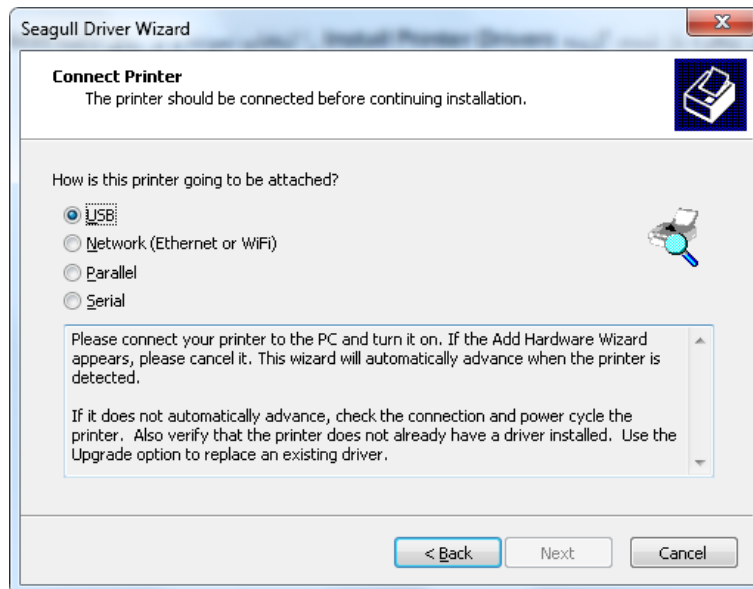 Seagull Driver Wizard
Install Printer Drivers
Connect Printer
The printer should be connected before continuing installation.
How is this printer going to be attached?
USB
Network (Ethernet or WiFi)
Parallel
Serial
Please connect your printer to the PC and turn it on. If the Add Hardware Wizard
appears, please cancel it. This wizard will automatically advance when the printer is
detected.
If it does not automatically advance, check the connection and power cycle the
printer. Also verify that the printer does not already have a driver installed. Use the
Upgrade option to replace an existing driver.
< Back
Next
Cancel